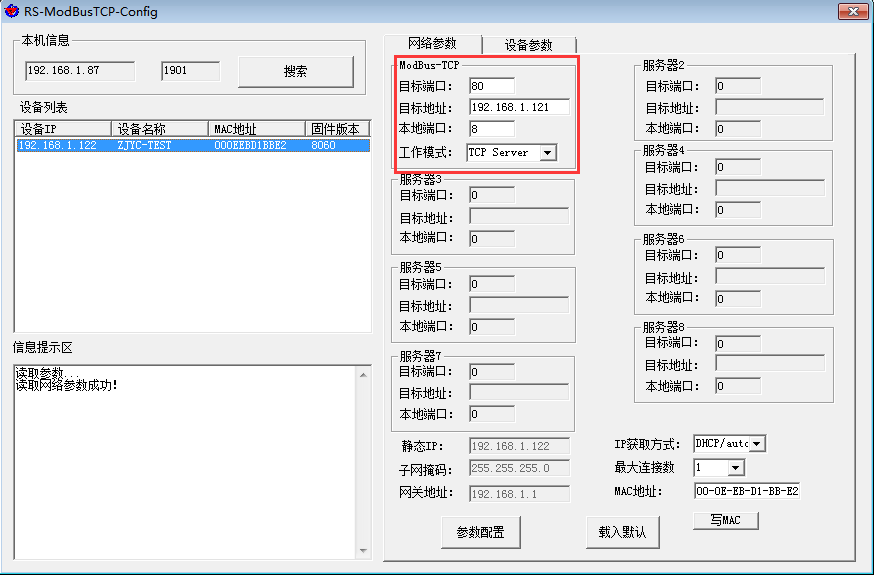 RS-ModBusTCP-Config
本机信息
192.168.1.87
1901
搜索
设备列表
设备IP 设备名称 MAC地址 固件版本
192.168.1.122 ZJYC-TEST 000EEBD1BBE2 8060
信息提示区
读取参数...
读取网络参数成功!
网络参数 设备参数
ModBus-TCP
目标端口: 80
目标地址: 192.168.1.121
本地端口: 8
工作模式: TCP Server
服务器2
目标端口: 0
目标地址:
本地端口: 0
服务器3
目标端口: 0
目标地址:
本地端口: 0
服务器4
目标端口: 0
目标地址:
本地端口: 0
服务器5
目标端口: 0
目标地址:
本地端口: 0
服务器6
目标端口: 0
目标地址:
本地端口: 0
服务器7
目标端口: 0
目标地址:
本地端口: 0
服务器8
目标端口: 0
目标地址:
本地端口: 0
静态IP: 192.168.1.122
子网掩码: 255.255.255.0
网关地址: 192.168.1.1
IP获取方式: DHCP/auto
最大连接数 1
MAC地址: 00-0E-EB-D1-BB-E2
参数配置
载入默认
写MAC